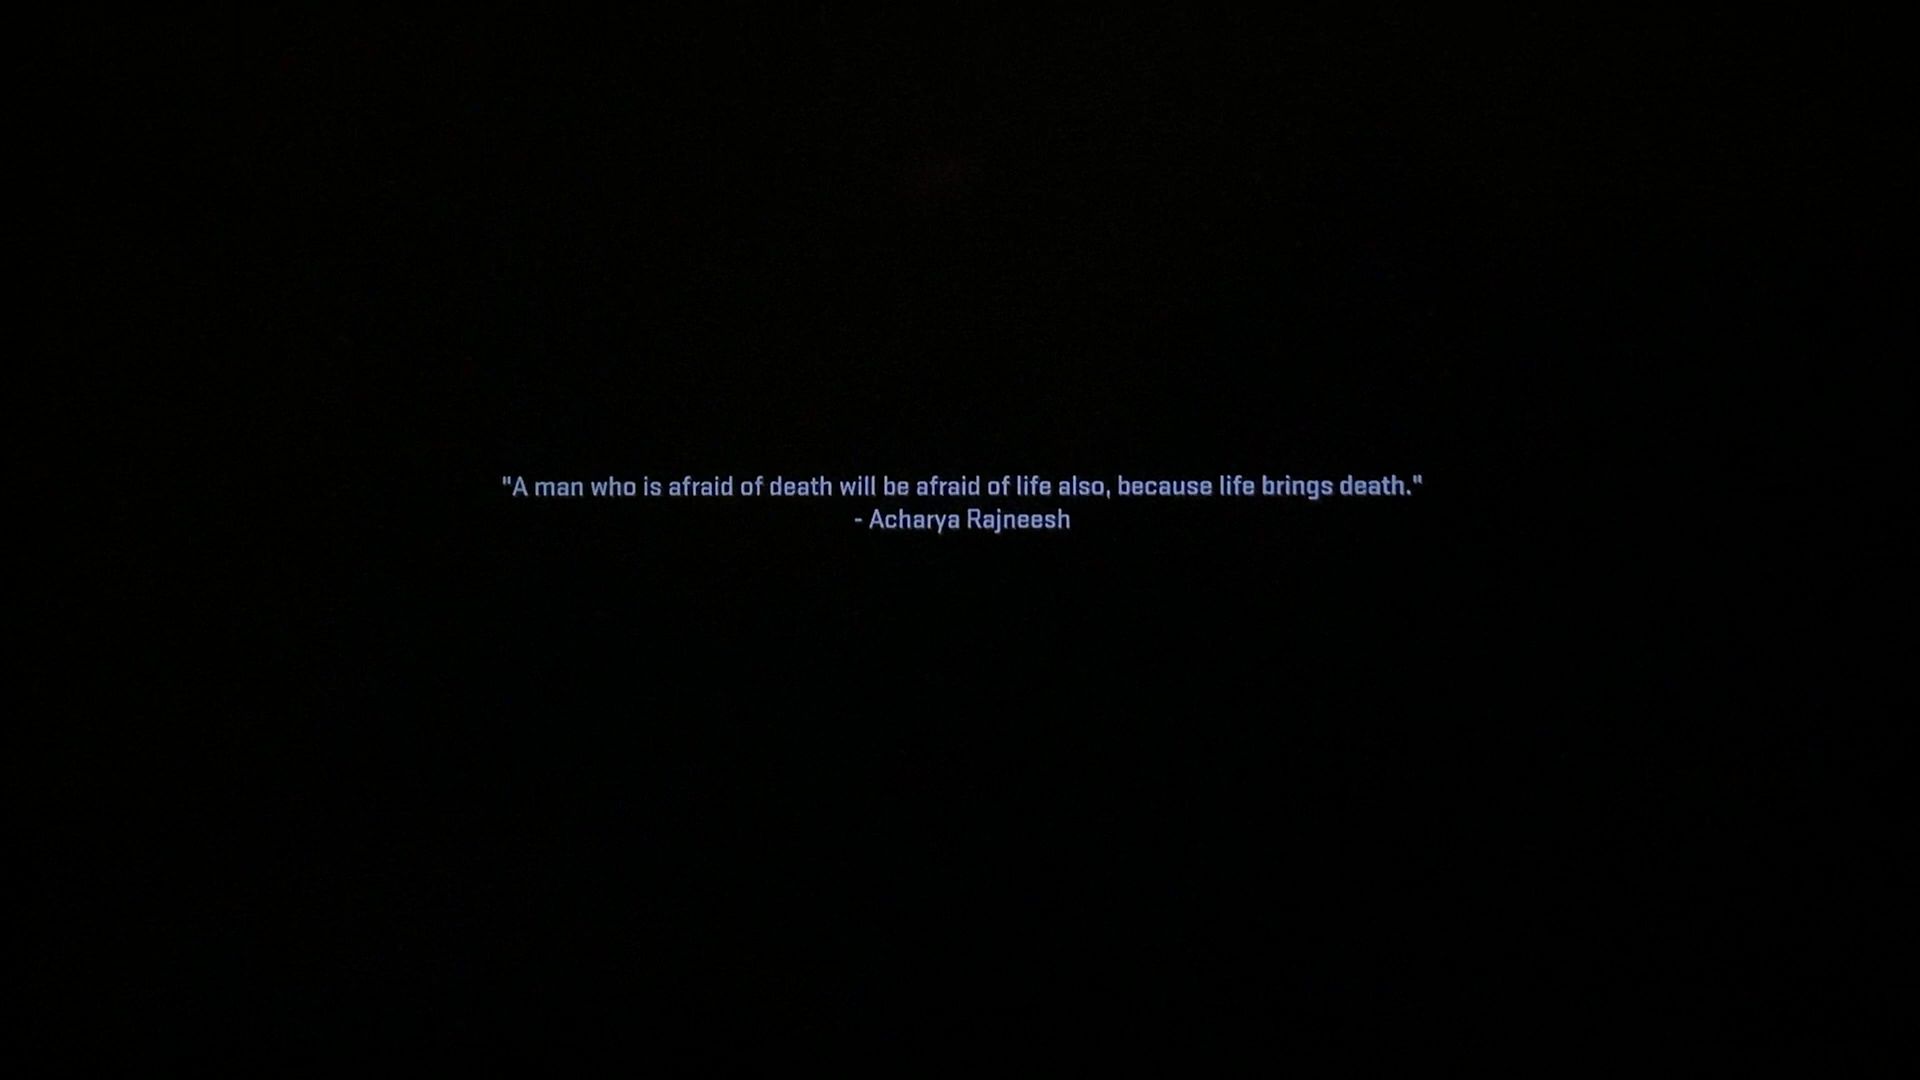 "A man who is afraid of death will be afraid of life also, because life brings death."
- Acharya Rajneesh